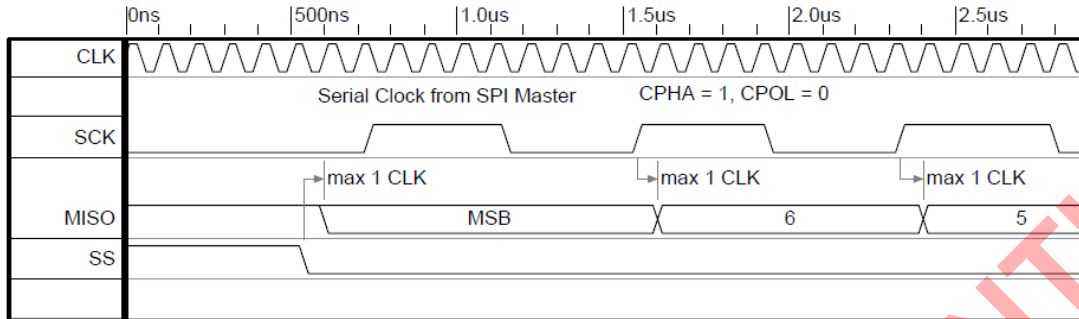 0ns 500ns 1.0us 1.5us 2.0us 2.5us
CLK
Serial Clock from SPI Master CPHA = 1, CPOL = 0
SCK
max 1 CLK max 1 CLK max 1 CLK
MISO MSB 6 5
SS